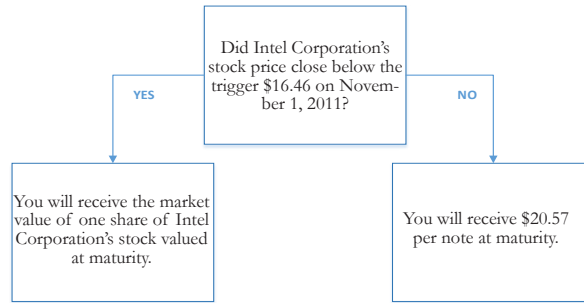 Did Intel Corporation’s
stock price close below the
trigger $16.46 on Novem-
ber 1, 2011?
YES
NO
You will receive the market
value of one share of Intel
Corporation’s stock valued
at maturity.
You will receive $20.57
per note at maturity.